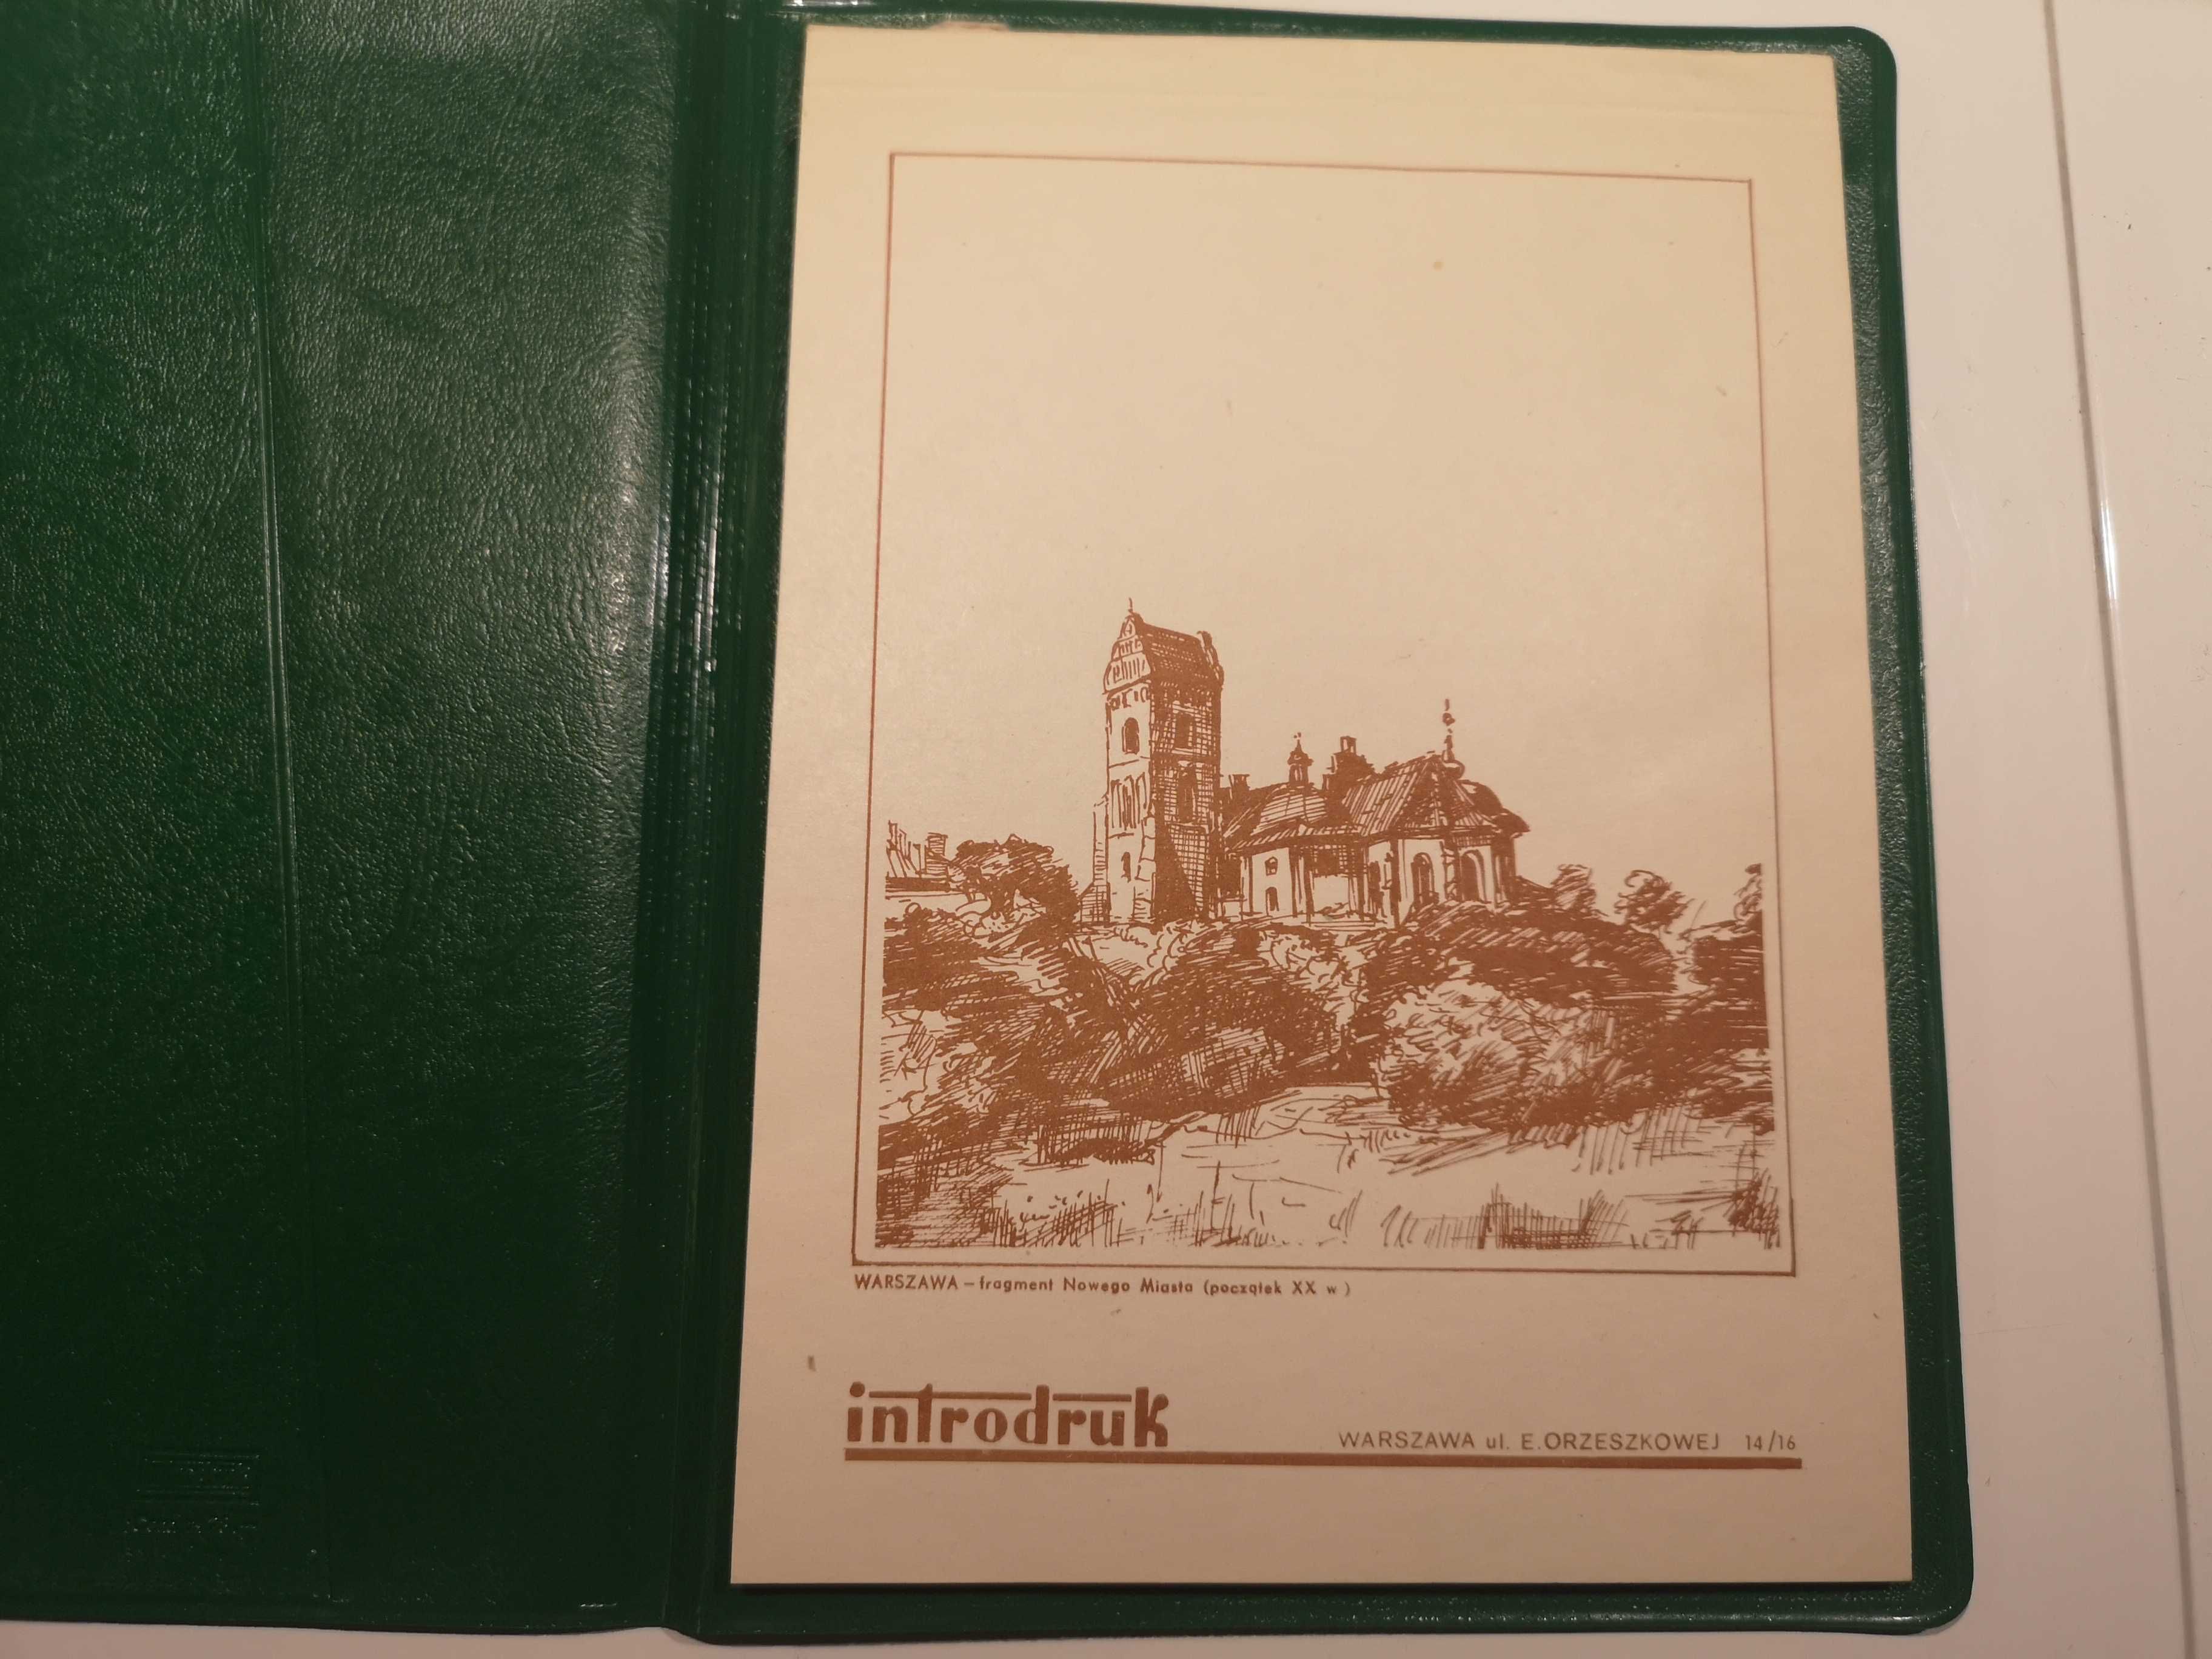 WARSZAWA – fragment Nowego Miasta (początek XX w)
introdruk
WARSZAWA ul. E. ORZESZKOWEJ 14/16